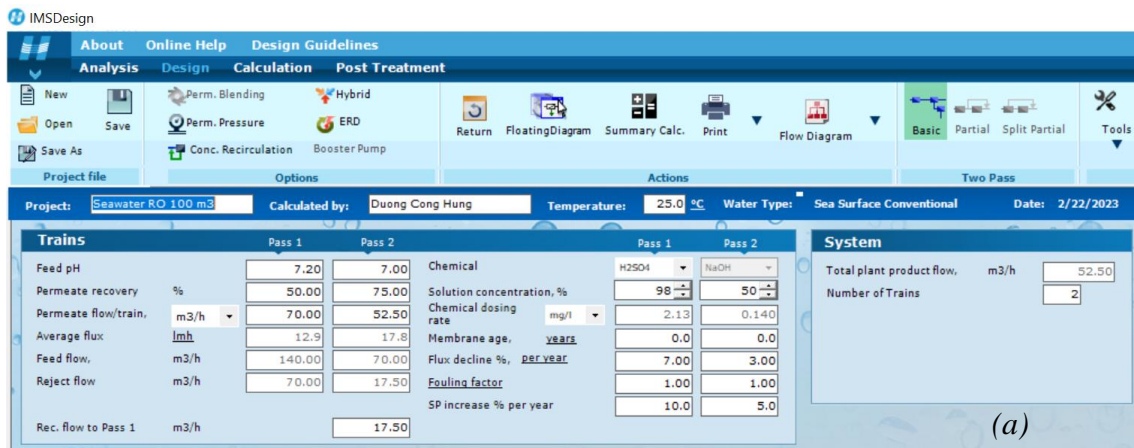 IMSDesign
About Online Help Design Guidelines
Analysis Design Calculation Post Treatment
New Save Perm. Blending Hybrid
Open Perm. Pressure ERD
Save As Conc. Recirculation Booster Pump
Return FloatingDiagram Summary Calc. Print Flow Diagram Basic Partial Split Partial Tools
Project file Options Actions Two Pass
Project: Seawater RO 100 m3 Calculated by: Duong Cong Hung Temperature: 25.0 ºC Water Type: Sea Surface Conventional Date: 2/22/2023
Trains Pass 1 Pass 2 Pass 1 Pass 2 System
Feed pH 7.20 7.00 Chemical H2SO4 NaOH Total plant product flow, m3/h 52.50
Permeate recovery % 50.00 75.00 Solution concentration, % 98 50 Number of Trains 2
Permeate flow/train, m3/h 70.00 52.50 Chemical dosing rate mg/l 2.13 0.140
Average flux lmh 12.9 17.8 Membrane age, years 0.0 0.0
Feed flow, m3/h 140.00 70.00 Flux decline %, per year 7.00 3.00
Reject flow m3/h 70.00 17.50 Fouling factor 1.00 1.00
SP increase % per year 10.0 5.0
Rec. flow to Pass 1 m3/h 17.50
(a)